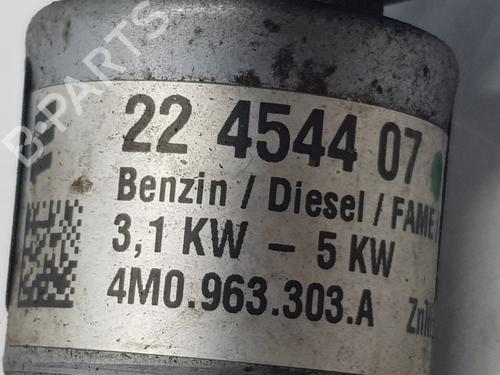 B-PARTS
22 4544 07
Benzin / Diesel / FAME /
3,1 KW – 5 KW
4M0.963.303.A